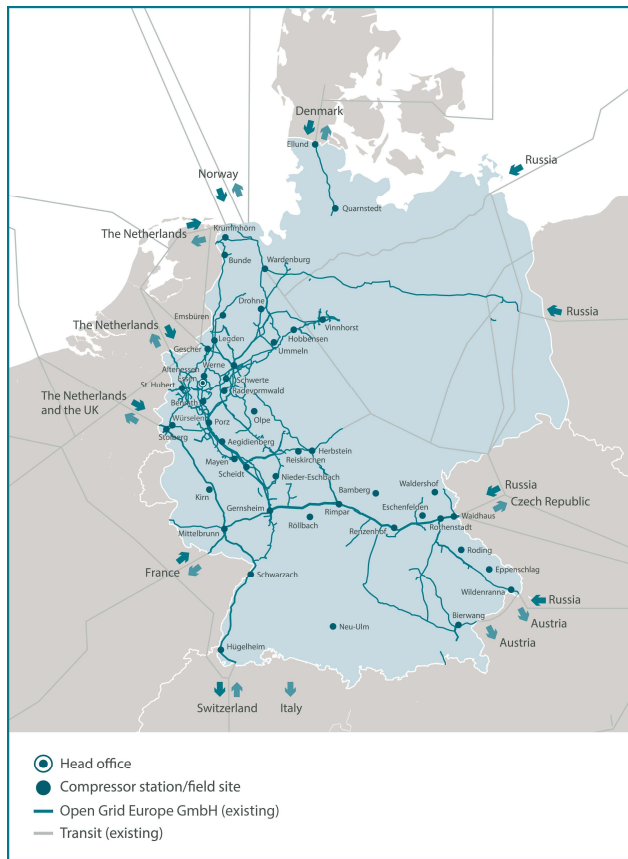 Denmark
Ellund
Russia
Norway
Quarnstedt
Krummhörn
The Netherlands
Bunde
Wardenburg
Drohne
Russia
Emsbüren
The Netherlands
Vinnhorst
Legden
Hobbensen
Gescher
Ummeln
Werne
Altenessen
Essen
Schwerte
St. Hubert
Radevormwald
The Netherlands
and the UK
Benrath
Olpe
Würselen
Porz
Stolberg
Aegidienberg
Herbstein
Mayen
Reiskirchen
Scheidt
Nieder-Eschbach
Waldershof
Russia
Bamberg
Kirn
Czech Republic
Gernsheim
Rimpar
Eschenfelden
Waidhaus
Röllbach
Rothenstadt
Mittelbrunn
Renzenhof
Roding
France
Schwarzach
Eppenschlag
Wildenranna
Russia
Bierwang
Austria
Neu-Ulm
Austria
Hügelheim
Switzerland
Italy
Head office
Compressor station/field site
Open Grid Europe GmbH (existing)
Transit (existing)